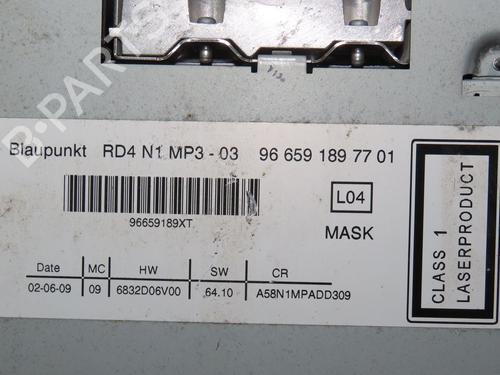 Blaupunkt RD4 N1 MP3 - 03 96 659 189 77 01
96659189XT
L04
MASK
CLASS 1
LASERPRODUCT
Date MC HW SW CR
02-06-09 09 6832D06V00 64.10 A58N1MPADD309
B-PARTS